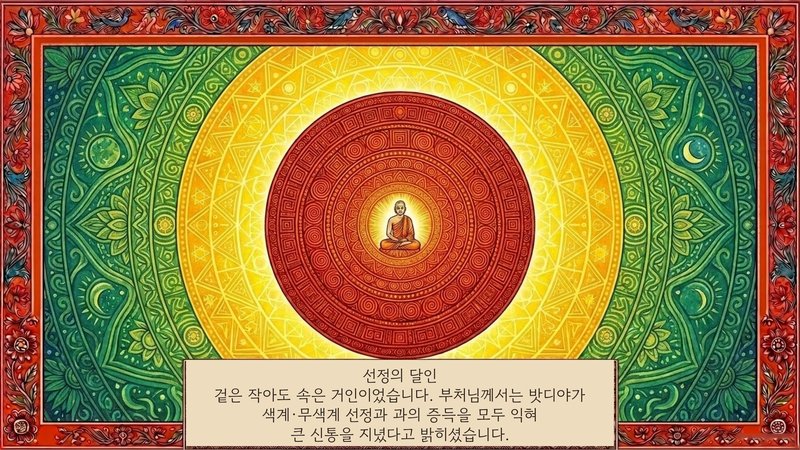 선정의 달인
겉은 작아도 속은 거인이었습니다. 부처님께서는 밧디야가
색계·무색계 선정과 과의 증득을 모두 익혀
큰 신통을 지녔다고 밝히셨습니다.